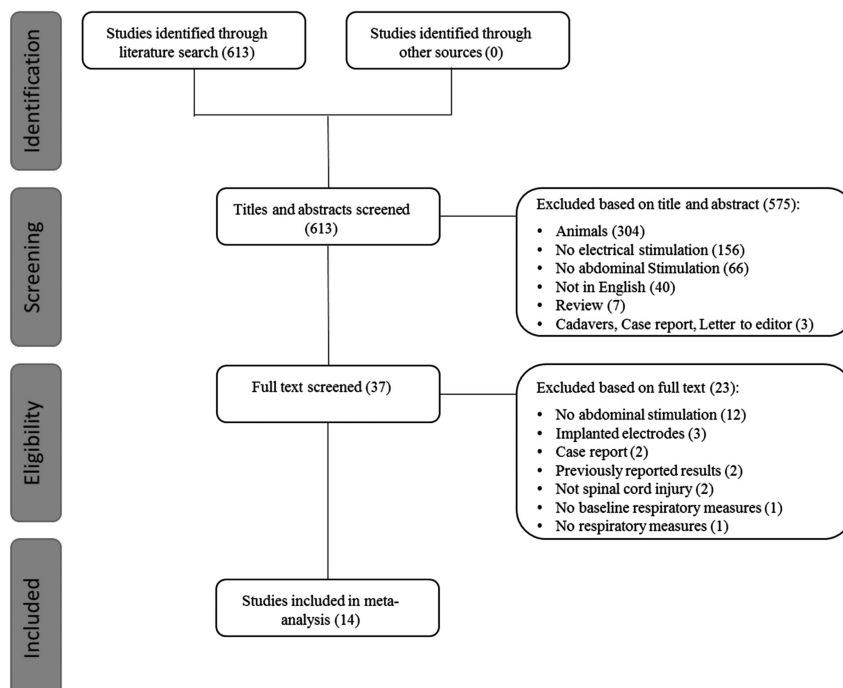 Identification
Studies identified through
literature search (613)
Studies identified through
other sources (0)
Screening
Titles and abstracts screened
(613)
Excluded based on title and abstract (575):
• Animals (304)
• No electrical stimulation (156)
• No abdominal Stimulation (66)
• Not in English (40)
• Review (7)
• Cadavers, Case report, Letter to editor (3)
Eligibility
Full text screened (37)
Excluded based on full text (23):
• No abdominal stimulation (12)
• Implanted electrodes (3)
• Case report (2)
• Previously reported results (2)
• Not spinal cord injury (2)
• No baseline respiratory measures (1)
• No respiratory measures (1)
Included
Studies included in meta-
analysis (14)